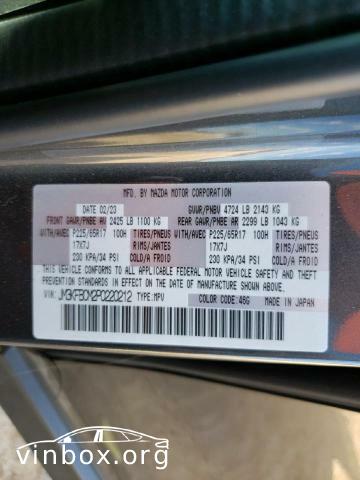 MFD. BY MAZDA MOTOR CORPORATION
DATE 02/23 GVWR/PNBV 4724 LB 2143 KG
FRONT GAWR/PNBE AV 2425 LB 1100 KG REAR GAWR/PNBE AR 2299 LB 1043 KG
WITH/AVEC P225/65R17 100H TIRES/PNEUS WITH/AVEC P225/65R17 100H TIRES/PNEUS
17X7J RIMS/JANTES 17X7J RIMS/JANTES
230 KPA/34 PSI COLD/A FROID 230 KPA/34 PSI COLD/A FROID
THIS VEHICLE CONFORMS TO ALL APPLICABLE FEDERAL MOTOR VEHICLE
SAFETY AND THEFT PREVENTION STANDARDS IN
EFFECT ON THE DATE OF MANUFACTURE SHOWN ABOVE.
VIN: JM3KFBCM2P0220212 TYPE:MPV COLOR CODE:46G MADE IN JAPAN
vinbox.org